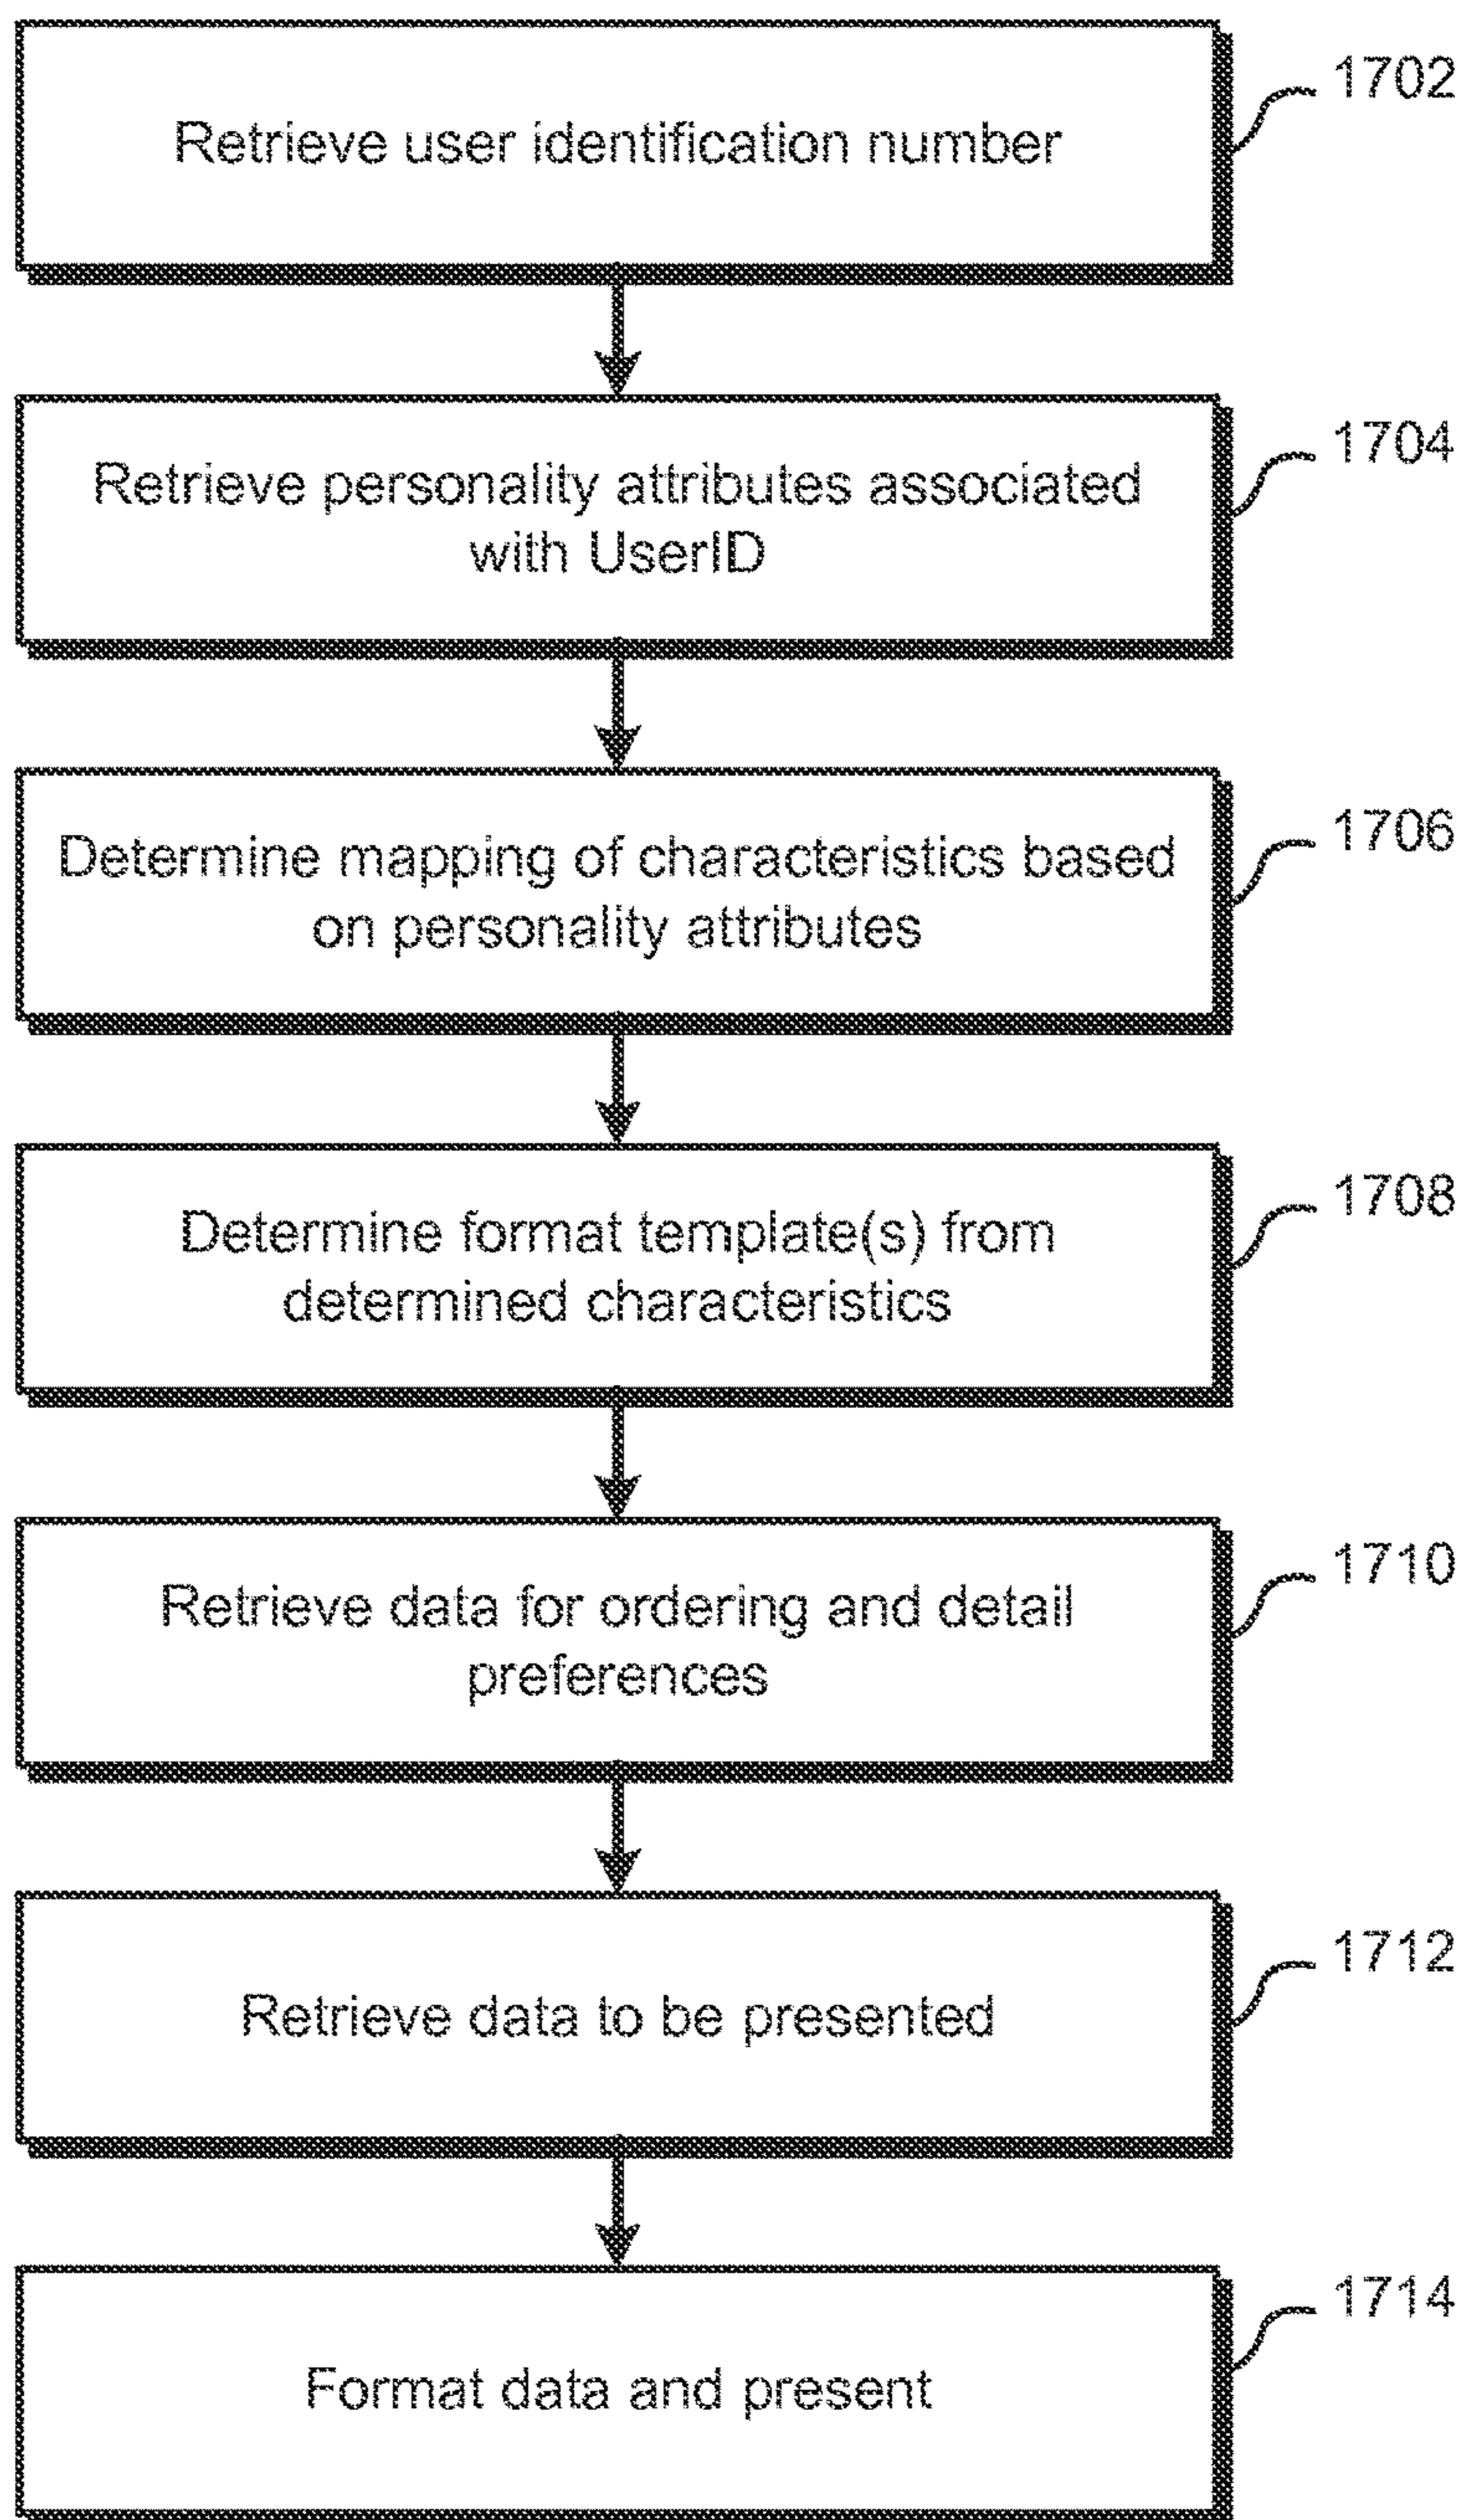 Retrieve user identification number
1702
Retrieve personality attributes associated
with UserID
1704
Determine mapping of characteristics based
on personality attributes
1706
Determine format template(s) from
determined characteristics
1708
Retrieve data for ordering and detail
preferences
1710
Retrieve data to be presented
1712
Format data and present
1714